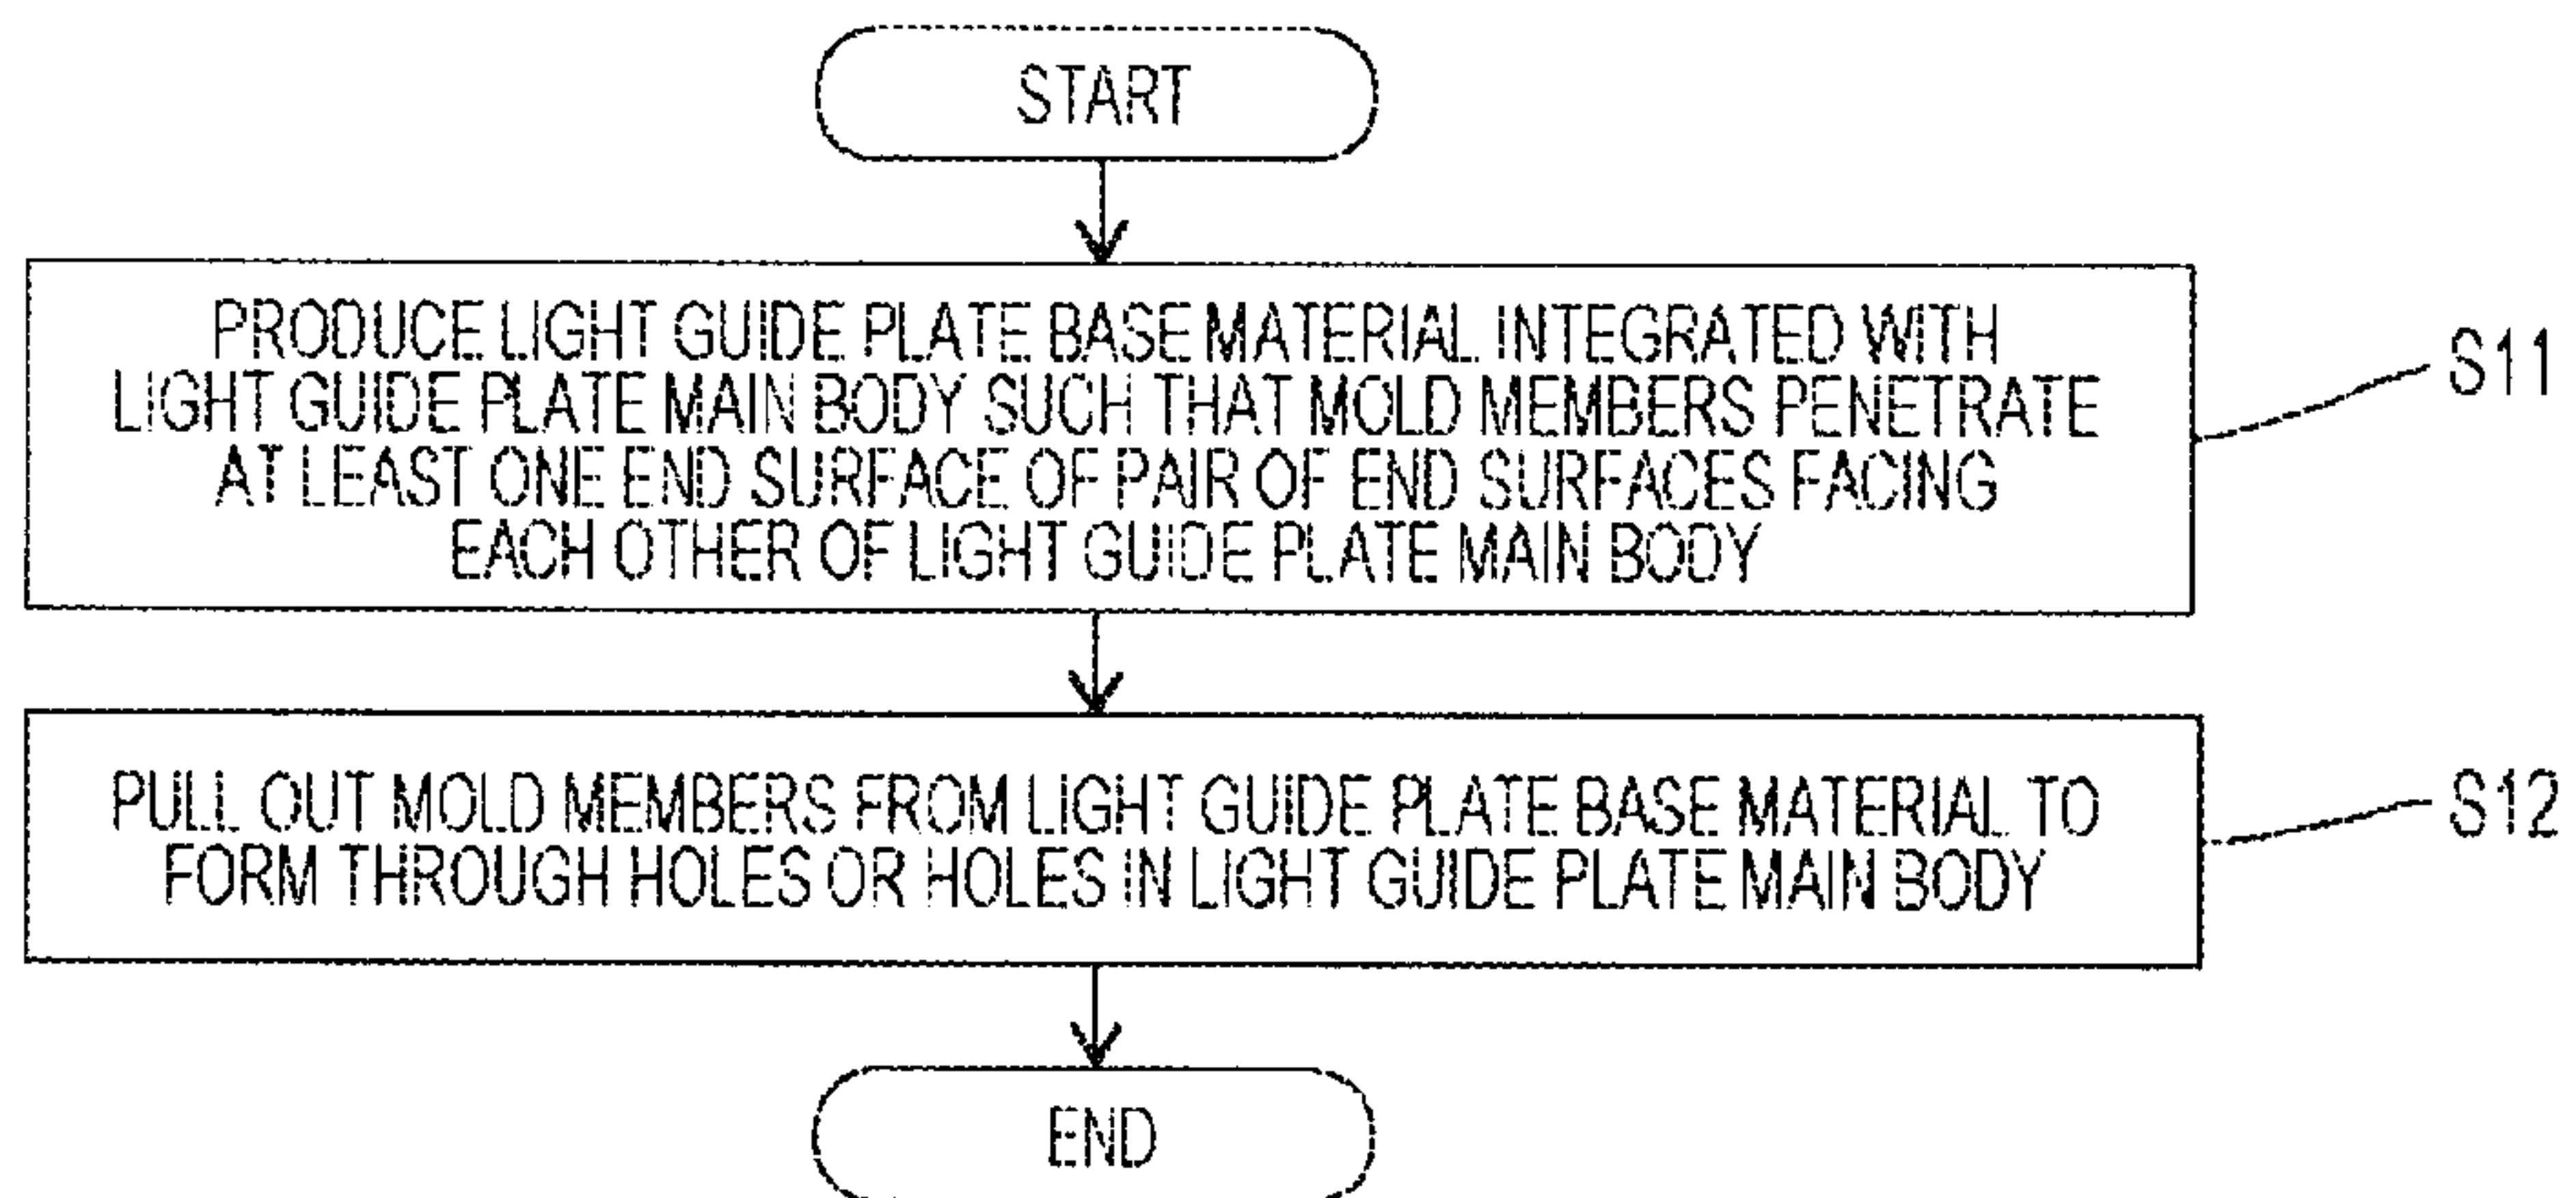 START
PRODUCE LIGHT GUIDE PLATE BASE MATERIAL INTEGRATED WITH
LIGHT GUIDE PLATE MAIN BODY SUCH THAT MOLD MEMBERS PENETRATE
AT LEAST ONE END SURFACE OF PAIR OF END SURFACES FACING
EACH OTHER OF LIGHT GUIDE PLATE MAIN BODY
S11
PULL OUT MOLD MEMBERS FROM LIGHT GUIDE PLATE BASE MATERIAL TO
FORM THROUGH HOLES OR HOLES IN LIGHT GUIDE PLATE MAIN BODY
S12
END